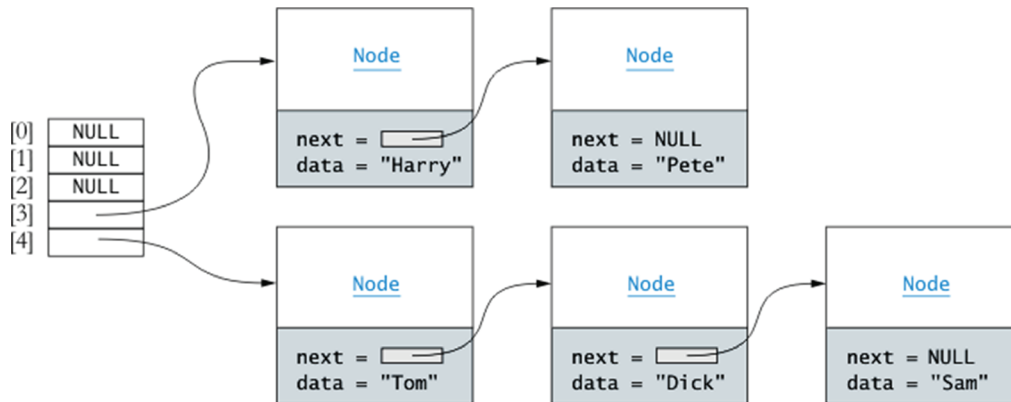 Node
Node
next =
data = "Harry"
next = NULL
data = "Pete"
[0] NULL
[1] NULL
[2] NULL
[3]
[4]
Node
Node
Node
next =
data = "Tom"
next =
data = "Dick"
next = NULL
data = "Sam"